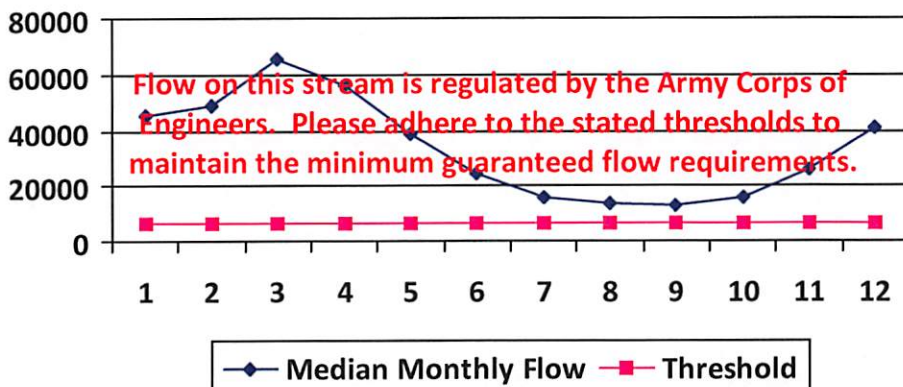 80000
60000
40000
20000
0
Flow on this stream is regulated by the Army Corps of
Engineers. Please adhere to the stated thresholds to
maintain the minimum guaranteed flow requirements.
1 2 3 4 5 6 7 8 9 10 11 12
Median Monthly Flow Threshold